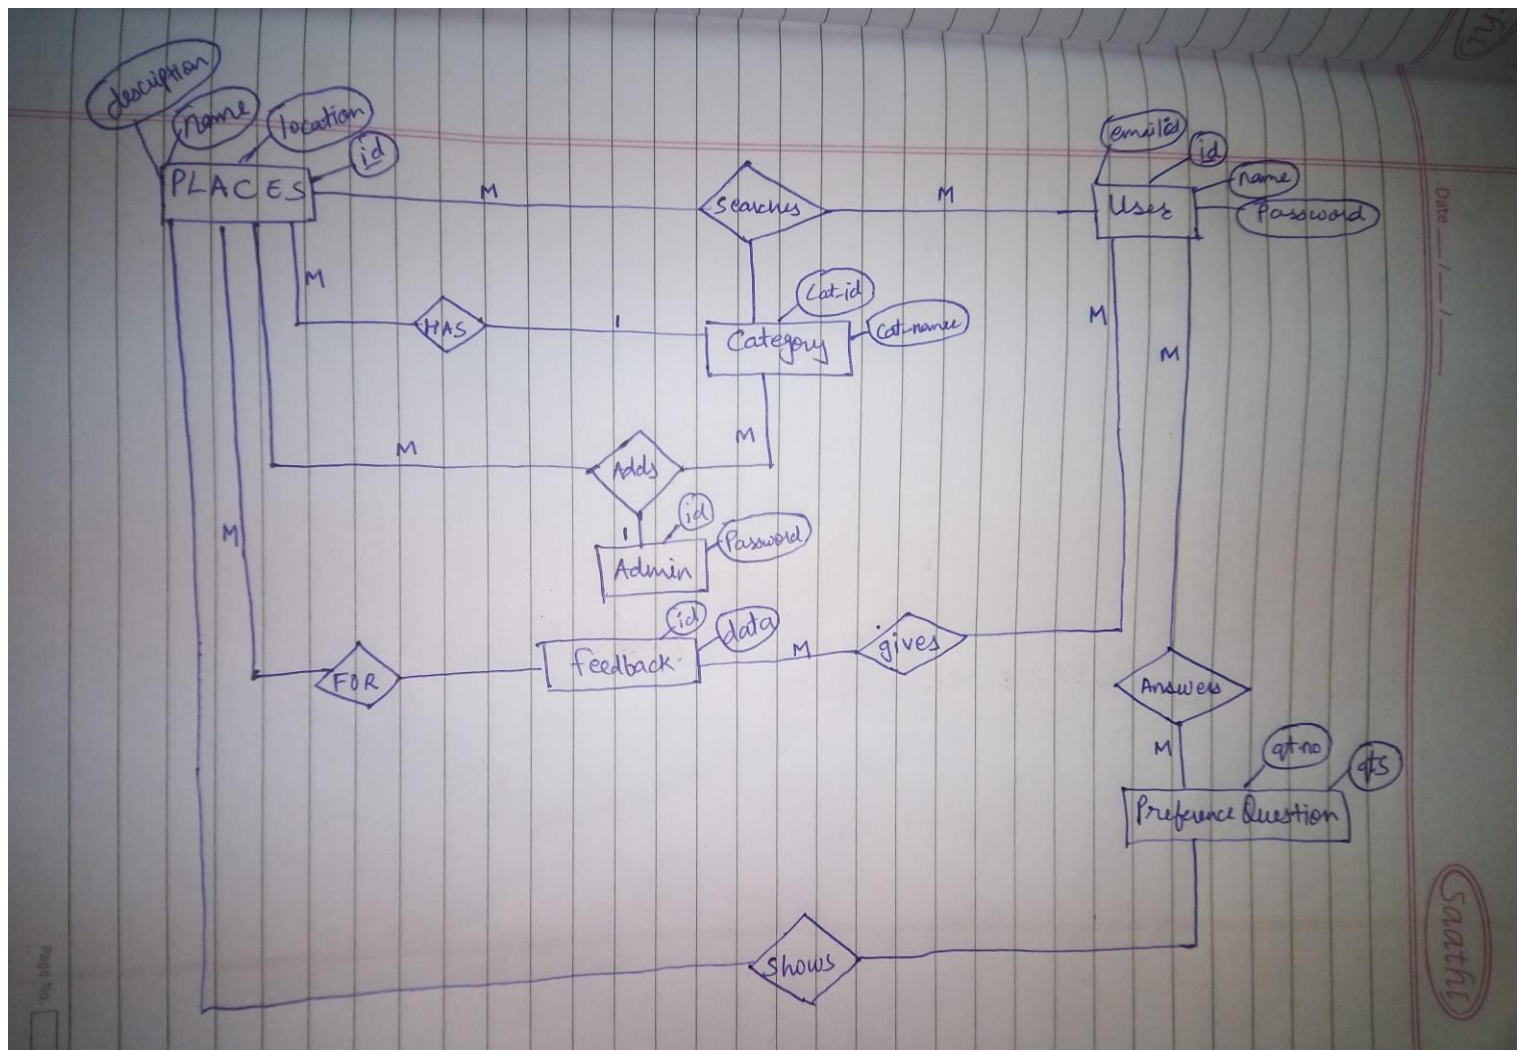 description
name
location
id
PLACES
M
Searches
M
emailid
id
name
Password
User
M
HAS
1
Cat-id
Cat-name
Category
M
M
M
Adds
M
1
id
Password
Admin
M
FOR
id
data
feedback
M
gives
Answers
M
qt-no
qts
Preference Question
Shows
Date
Saathi
Page No.